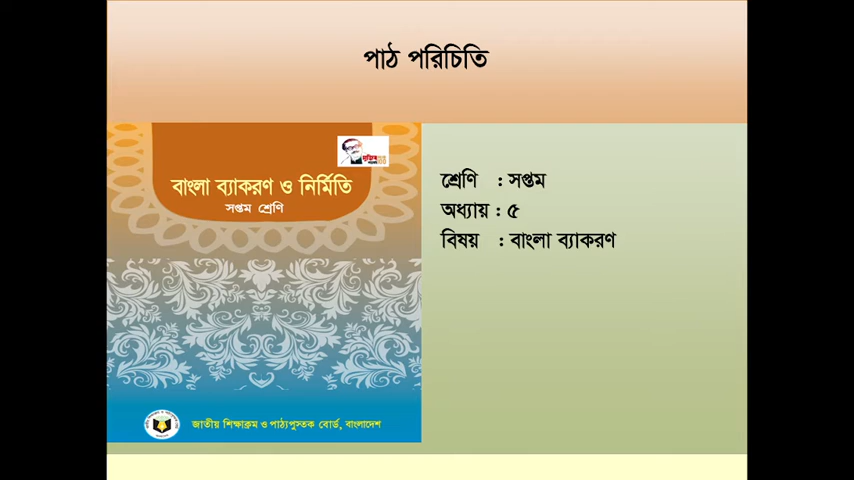 পাঠ পরিচিতি
বাংলা ব্যাকরণ ও নির্মিতি
সপ্তম শ্রেণি
জাতীয় শিক্ষাক্রম ও পাঠ্যপুস্তক বোর্ড, বাংলাদেশ
শ্রেণি : সপ্তম
অধ্যায় : ৫
বিষয় : বাংলা ব্যাকরণ